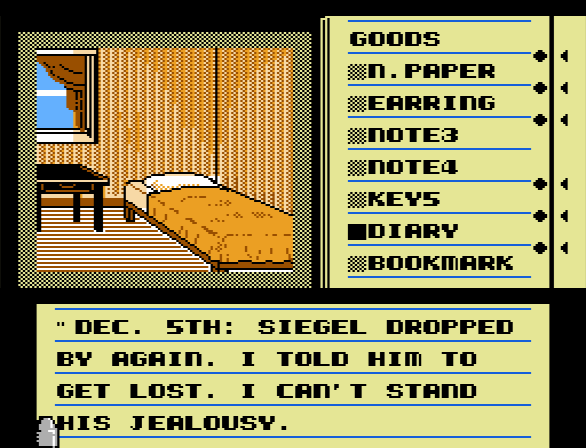 GOODS
N.PAPER
EARRING
NOTE3
NOTE4
KEYS
DIARY
BOOKMARK
" DEC. 5TH: SIEGEL DROPPED
BY AGAIN. I TOLD HIM TO
GET LOST. I CAN'T STAND
HIS JEALOUSY.